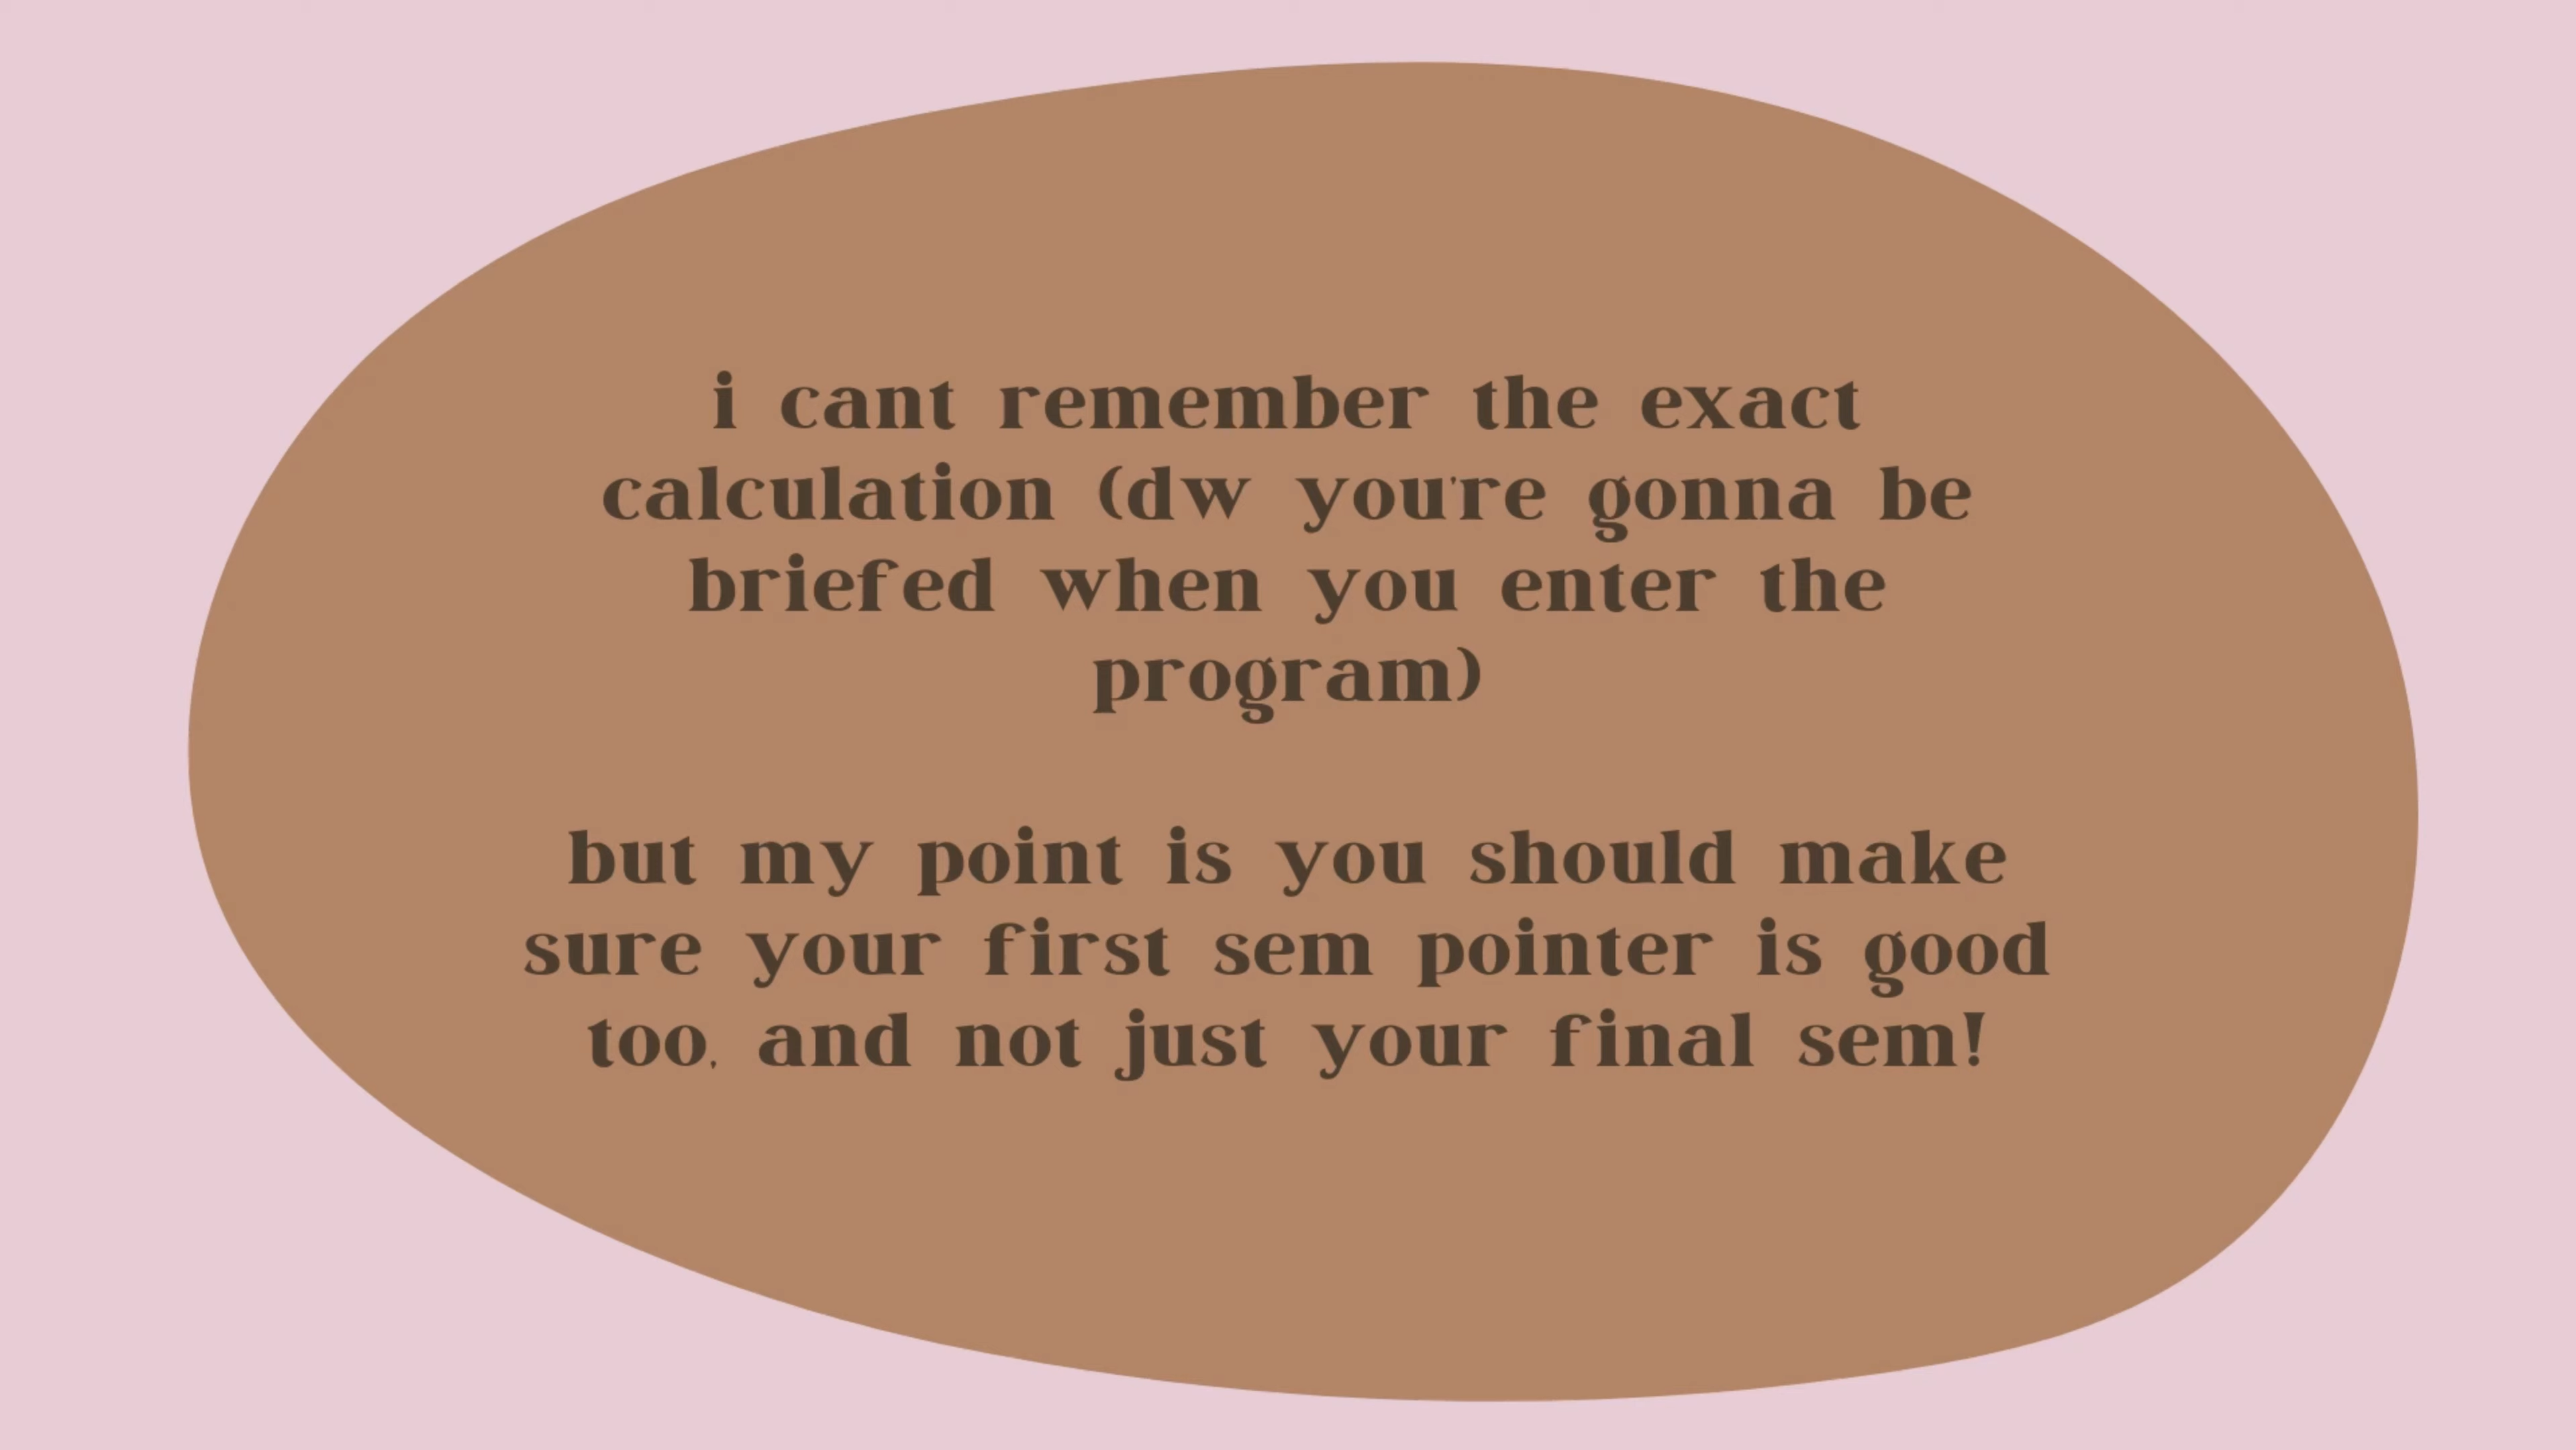 i cant remember the exact
calculation (dw you're gonna be
briefed when you enter the
program)
but my point is you should make
sure your first sem pointer is good
too, and not just your final sem!